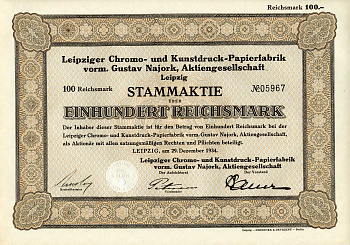 Reichsmark 100.–
Leipziger Chromo- und Kunstdruck-Papierfabrik
vorm. Gustav Najork, Aktiengesellschaft
Leipzig
100 Reichsmark
№05967
STAMMAKTIE
ÜBER
EINHUNDERT REICHSMARK
Der Inhaber dieser Stammaktie ist für den Betrag von Einhundert Reichsmark bei der
Leipziger Chromo- und Kunstdruck-Papierfabrik vorm. Gustav Najork, Aktiengesellschaft,
als Aktionär mit allen satzungsmäßigen Rechten und Pflichten beteiligt.
LEIPZIG, am 29. Dezember 1934.
Leipziger Chromo- und Kunstdruck-Papierfabrik
vorm. Gustav Najork, Aktiengesellschaft.
Der Aufsichtsrat
Der Vorstand